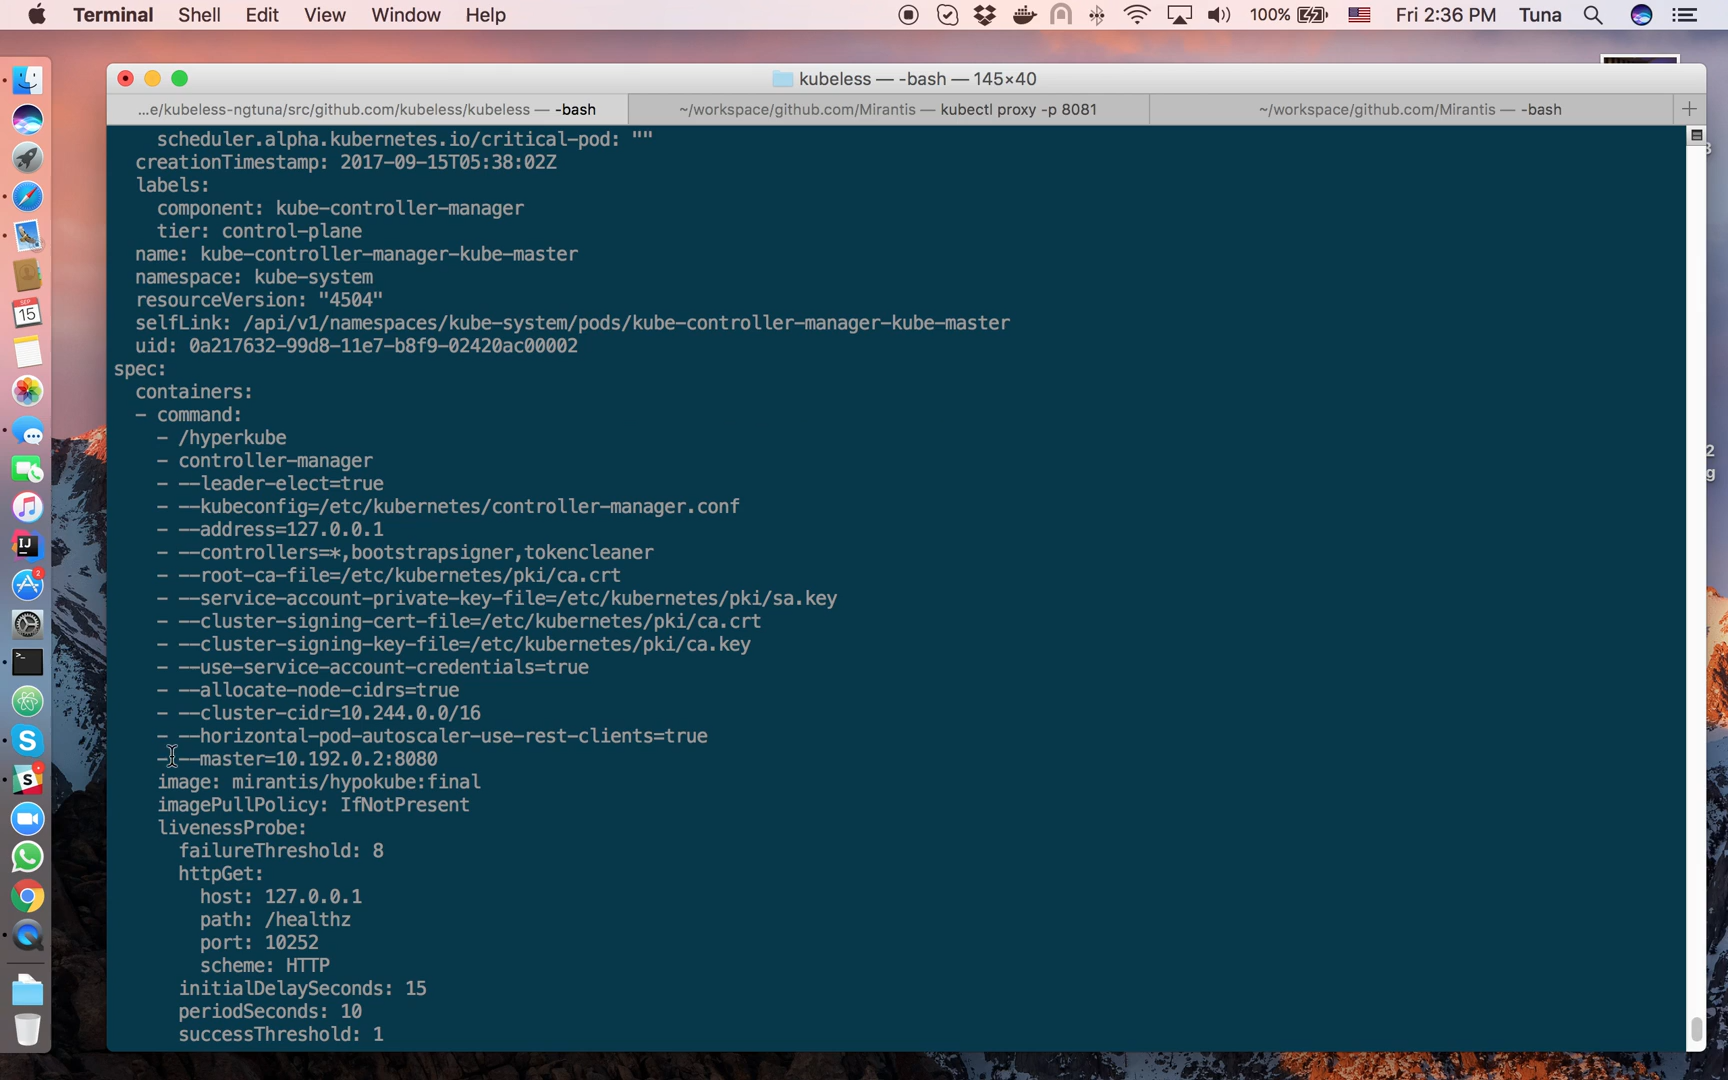 Terminal Shell Edit View Window Help 100% Fri 2:36 PM Tuna
kubeless — -bash — 145×40
...e/kubeless-ngtuna/src/github.com/kubeless/kubeless — -bash
~/workspace/github.com/Mirantis — kubectl proxy -p 8081
~/workspace/github.com/Mirantis — -bash
scheduler.alpha.kubernetes.io/critical-pod: ""
creationTimestamp: 2017-09-15T05:38:02Z
labels:
component: kube-controller-manager
tier: control-plane
name: kube-controller-manager-kube-master
namespace: kube-system
resourceVersion: "4504"
selfLink: /api/v1/namespaces/kube-system/pods/kube-controller-manager-kube-master
uid: 0a217632-99d8-11e7-b8f9-02420ac00002
spec:
containers:
- command:
- /hyperkube
- controller-manager
- --leader-elect=true
- --kubeconfig=/etc/kubernetes/controller-manager.conf
- --address=127.0.0.1
- --controllers=*,bootstrapsigner,tokencleaner
- --root-ca-file=/etc/kubernetes/pki/ca.crt
- --service-account-private-key-file=/etc/kubernetes/pki/sa.key
- --cluster-signing-cert-file=/etc/kubernetes/pki/ca.crt
- --cluster-signing-key-file=/etc/kubernetes/pki/ca.key
- --use-service-account-credentials=true
- --allocate-node-cidrs=true
- --cluster-cidr=10.244.0.0/16
- --horizontal-pod-autoscaler-use-rest-clients=true
- --master=10.192.0.2:8080
image: mirantis/hypokube:final
imagePullPolicy: IfNotPresent
livenessProbe:
failureThreshold: 8
httpGet:
host: 127.0.0.1
path: /healthz
port: 10252
scheme: HTTP
initialDelaySeconds: 15
periodSeconds: 10
successThreshold: 1
SEP
15
IJ
2
S
S
3
2
g